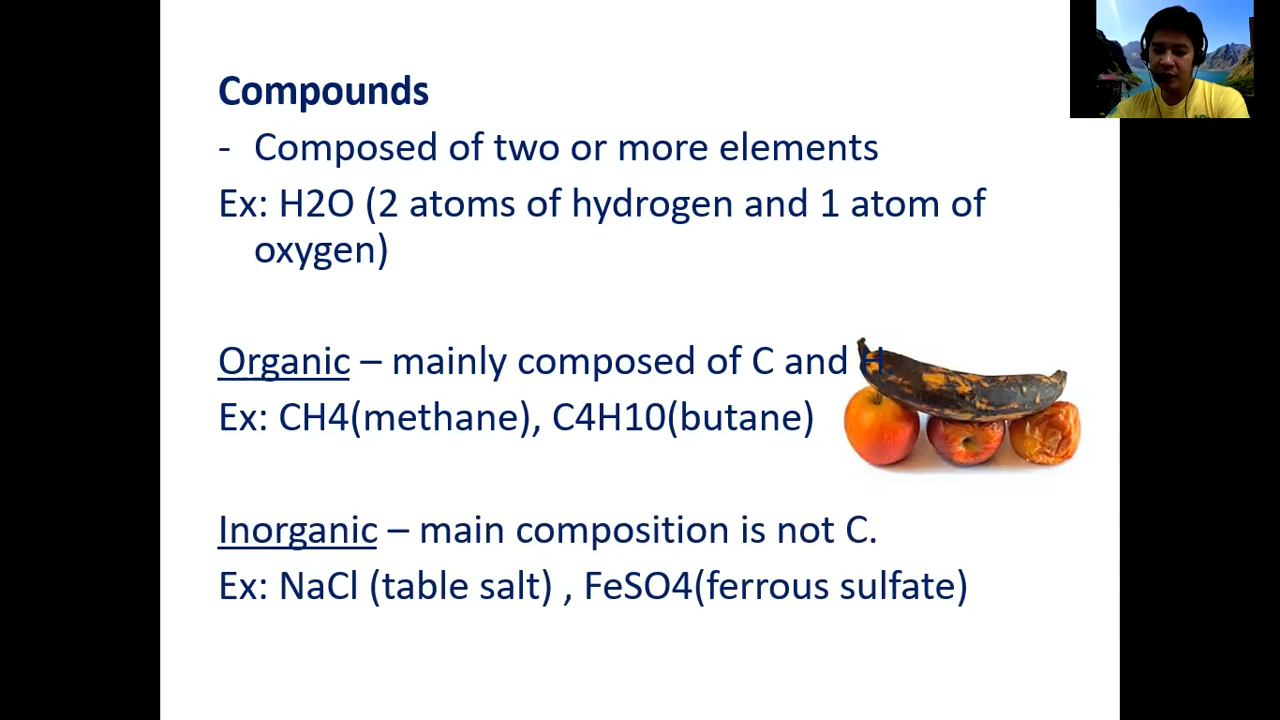 Compounds
- Composed of two or more elements
Ex: H2O (2 atoms of hydrogen and 1 atom of
oxygen)
Organic – mainly composed of C and H.
Ex: CH4(methane), C4H10(butane)
Inorganic – main composition is not C.
Ex: NaCl (table salt) , FeSO4(ferrous sulfate)